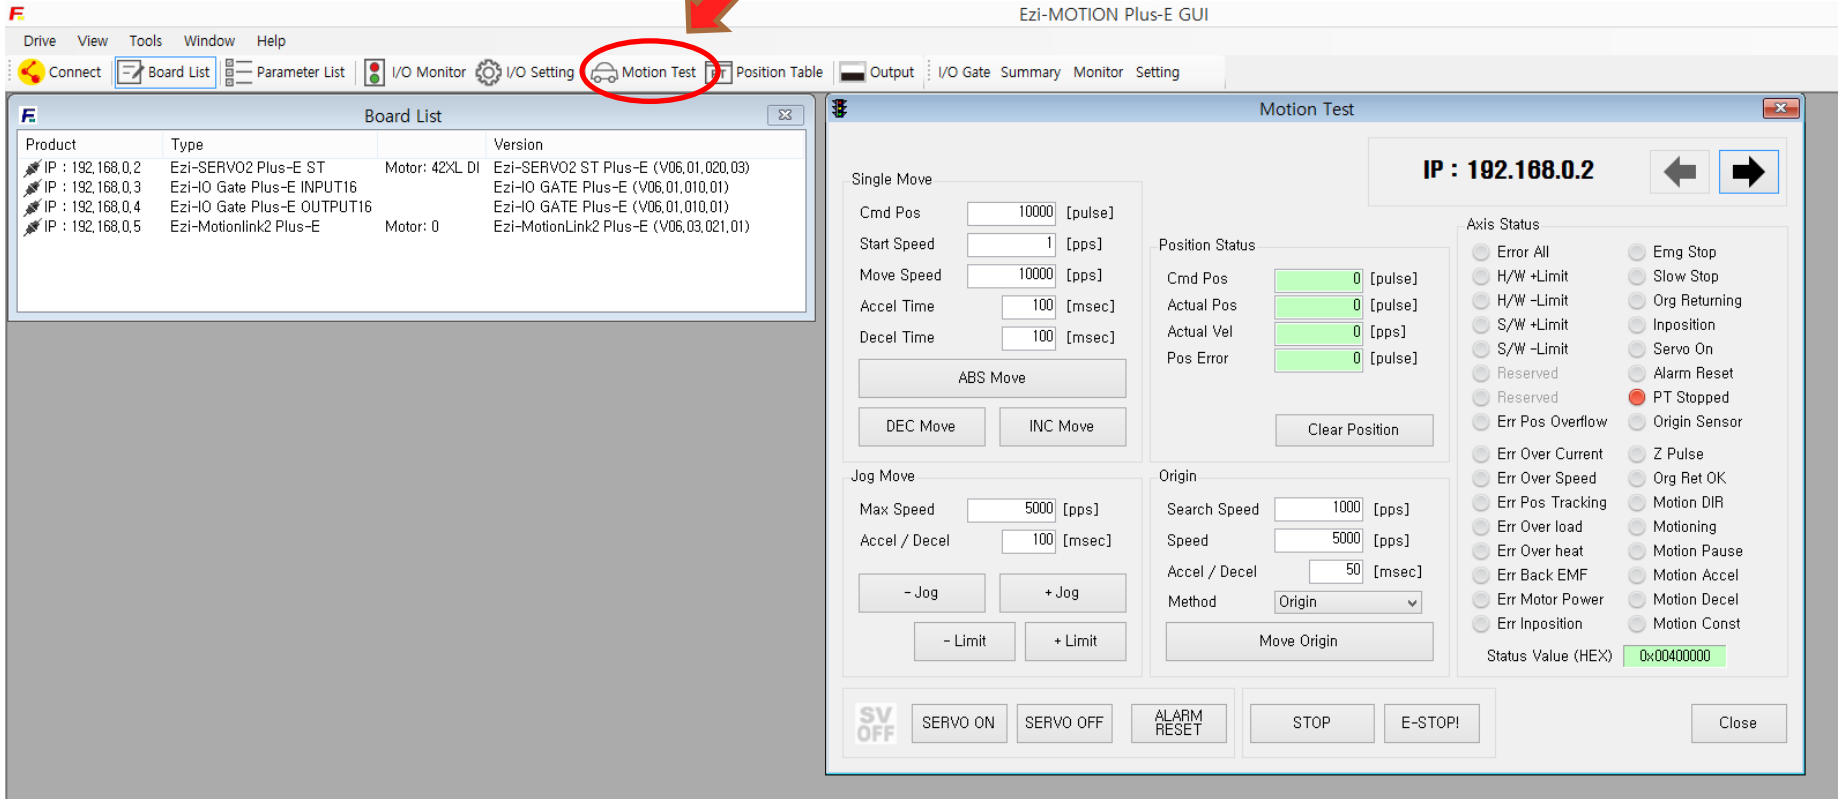 Ezi-MOTION Plus-E GUI
Drive View Tools Window Help
Connect Board List Parameter List I/O Monitor I/O Setting Motion Test PT Position Table Output I/O Gate Summary Monitor Setting
Board List
Product Type Version
IP : 192,168,0,2 Ezi-SERVO2 Plus-E ST Motor: 42XL DI Ezi-SERVO2 ST Plus-E (V06,01,020,03)
IP : 192,168,0,3 Ezi-IO Gate Plus-E INPUT16 Ezi-IO GATE Plus-E (V06,01,010,01)
IP : 192,168,0,4 Ezi-IO Gate Plus-E OUTPUT16 Ezi-IO GATE Plus-E (V06,01,010,01)
IP : 192,168,0,5 Ezi-Motionlink2 Plus-E Motor: 0 Ezi-MotionLink2 Plus-E (V06,03,021,01)
Motion Test
IP : 192.168.0.2
Single Move
Cmd Pos 10000 [pulse]
Start Speed 1 [pps]
Move Speed 10000 [pps]
Accel Time 100 [msec]
Decel Time 100 [msec]
ABS Move
DEC Move INC Move
Jog Move
Max Speed 5000 [pps]
Accel / Decel 100 [msec]
- Jog + Jog
- Limit + Limit
Position Status
Cmd Pos 0 [pulse]
Actual Pos 0 [pulse]
Actual Vel 0 [pps]
Pos Error 0 [pulse]
Clear Position
Origin
Search Speed 1000 [pps]
Speed 5000 [pps]
Accel / Decel 50 [msec]
Method Origin
Move Origin
Axis Status
Error All Emg Stop
H/W +Limit Slow Stop
H/W -Limit Org Returning
S/W +Limit Inposition
S/W -Limit Servo On
Reserved Alarm Reset
Reserved PT Stopped
Err Pos Overflow Origin Sensor
Err Over Current Z Pulse
Err Over Speed Org Ret OK
Err Pos Tracking Motion DIR
Err Over load Motioning
Err Over heat Motion Pause
Err Back EMF Motion Accel
Err Motor Power Motion Decel
Err Inposition Motion Const
Status Value (HEX) 0x00400000
SV OFF SERVO ON SERVO OFF ALARM RESET STOP E-STOP! Close